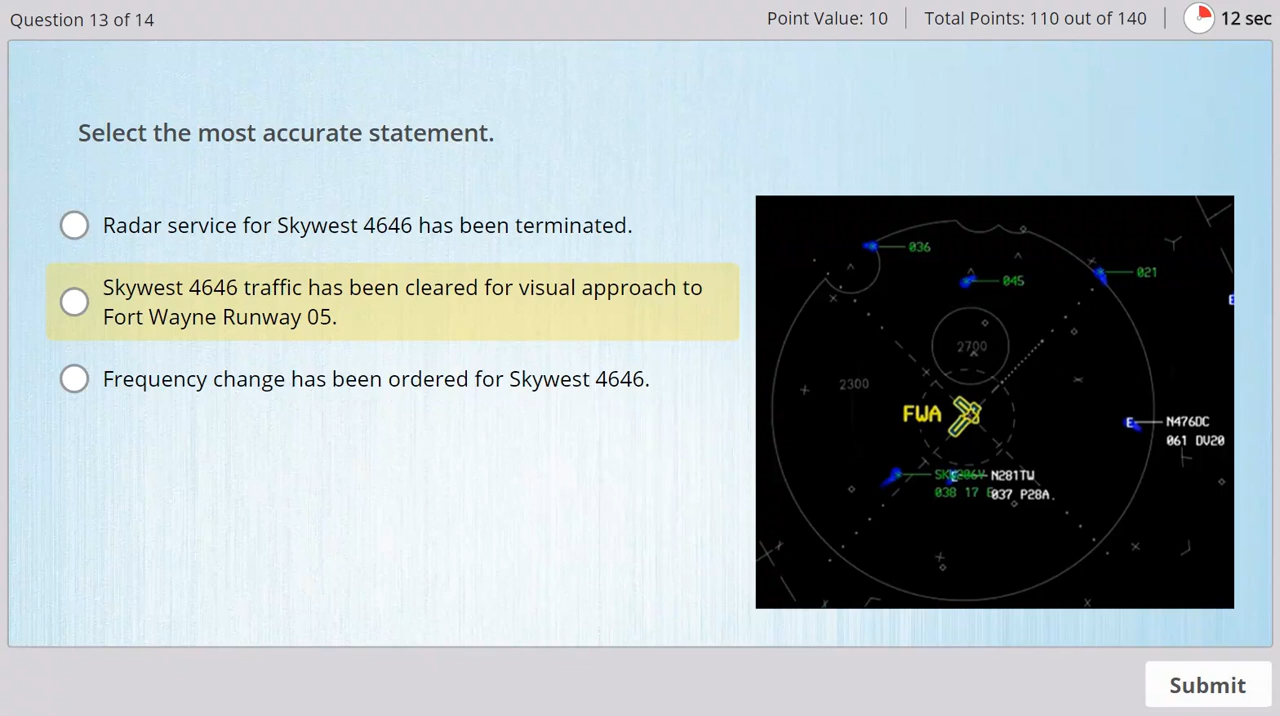 Question 13 of 14
Point Value: 10
Total Points: 110 out of 140
12 sec
Select the most accurate statement.
Radar service for Skywest 4646 has been terminated.
Skywest 4646 traffic has been cleared for visual approach to
Fort Wayne Runway 05.
Frequency change has been ordered for Skywest 4646.
036
045
021
E
2700
2300
FWA
E N476DC
061 DV20
E N281TW
038 17 037 P28A.
Submit